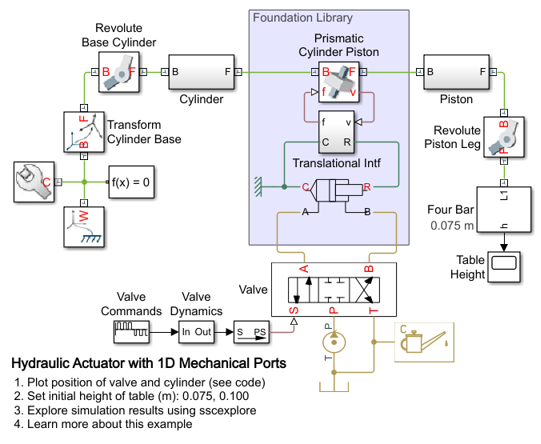 Foundation Library
Revolute
Base Cylinder
Prismatic
Cylinder Piston
B F
B F
Cylinder
B F
f v
B F
Piston
F
B
Transform
Cylinder Base
f v
C R
Translational Intf
B
F
Revolute
Piston Leg
C
f(x) = 0
W
C R
A B
L1
h
Four Bar
0.075 m
Table
Height
Valve
A B
S P T
Valve
Commands
Valve
Dynamics
In Out
S PS
P
T
C
Hydraulic Actuator with 1D Mechanical Ports
1. Plot position of valve and cylinder (see code)
2. Set initial height of table (m): 0.075, 0.100
3. Explore simulation results using sscexplore
4. Learn more about this example